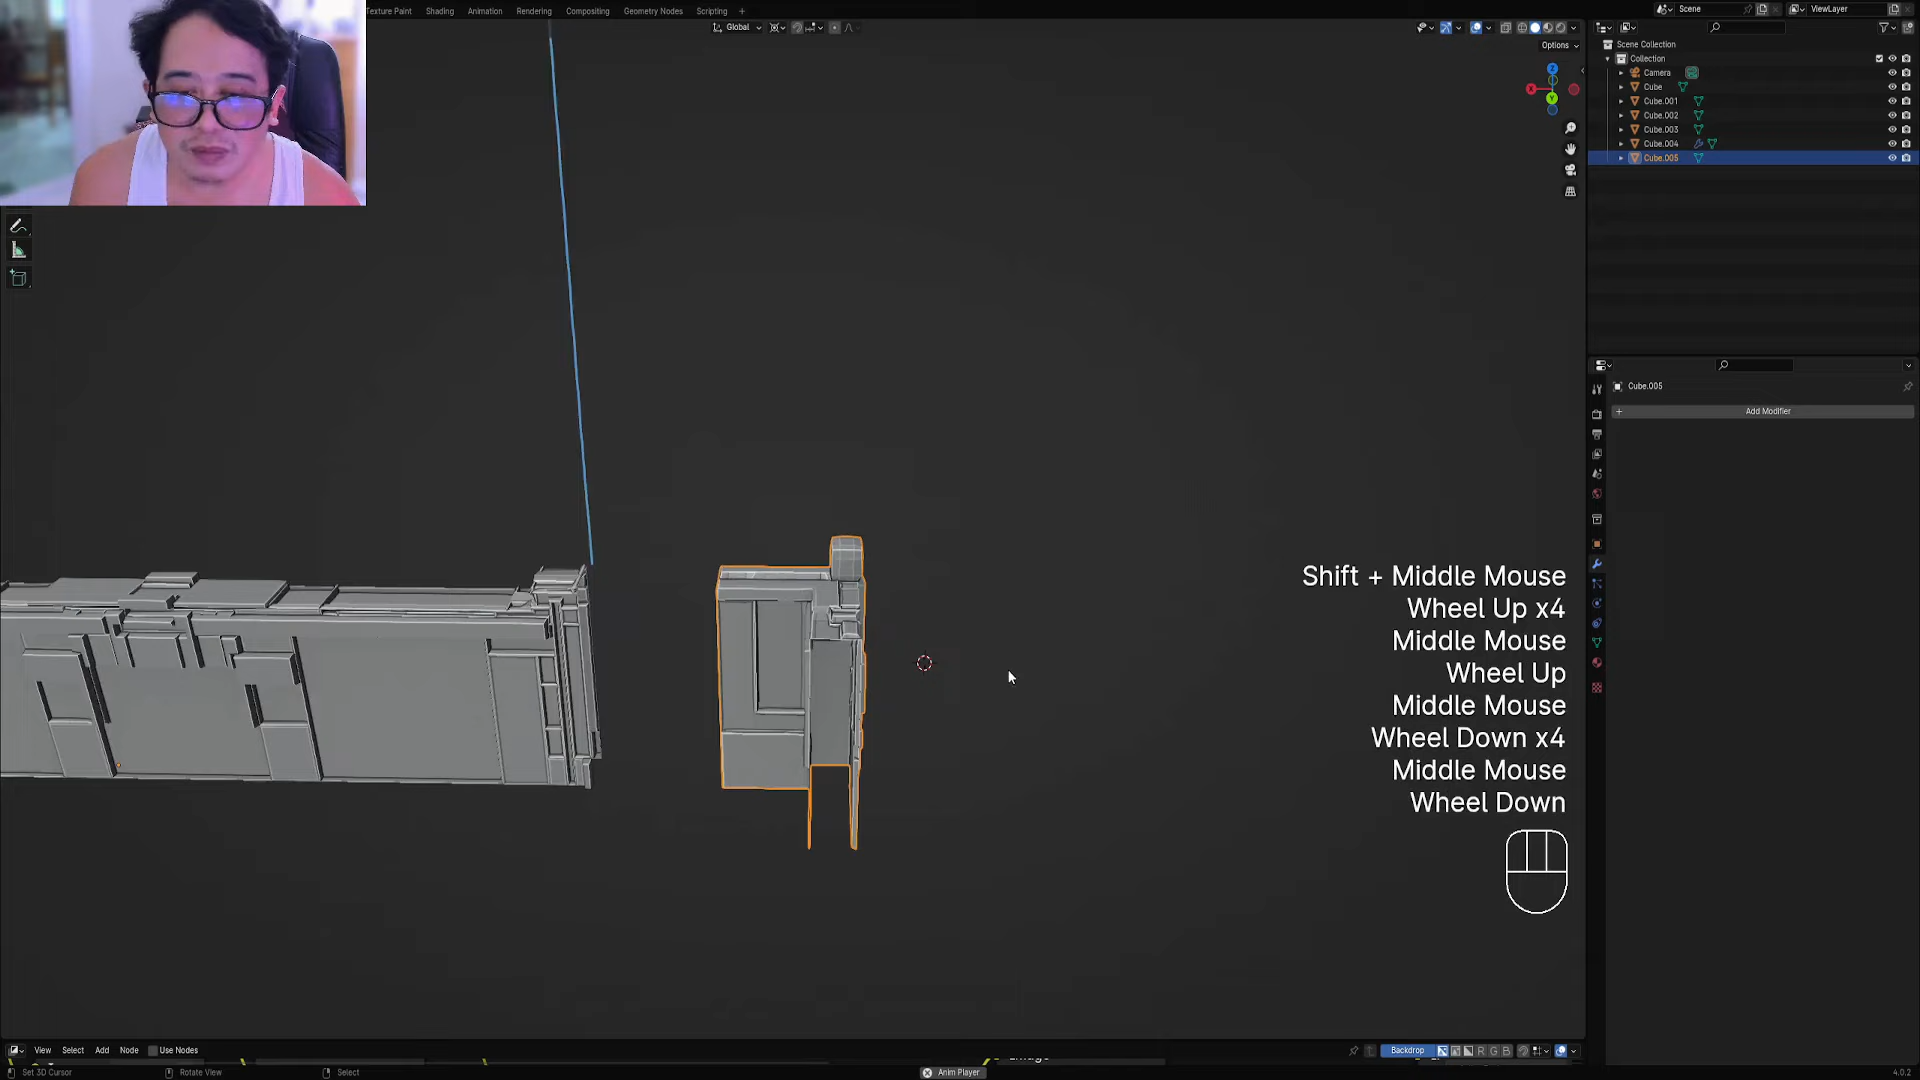 Texture Paint
Shading
Animation
Rendering
Compositing
Geometry Nodes
Scripting
+
Scene
ViewLayer
Global
Options
Z
X
Y
Scene Collection
Collection
Camera
Cube
Cube.001
Cube.002
Cube.003
Cube.004
Cube.005
Cube.005
+ Add Modifier
Shift + Middle Mouse
Wheel Up x4
Middle Mouse
Wheel Up
Middle Mouse
Wheel Down x4
Middle Mouse
Wheel Down
View
Select
Add
Node
Use Nodes
Backdrop
R G B
Set 3D Cursor
Rotate View
Select
Anim Player
4.0.2